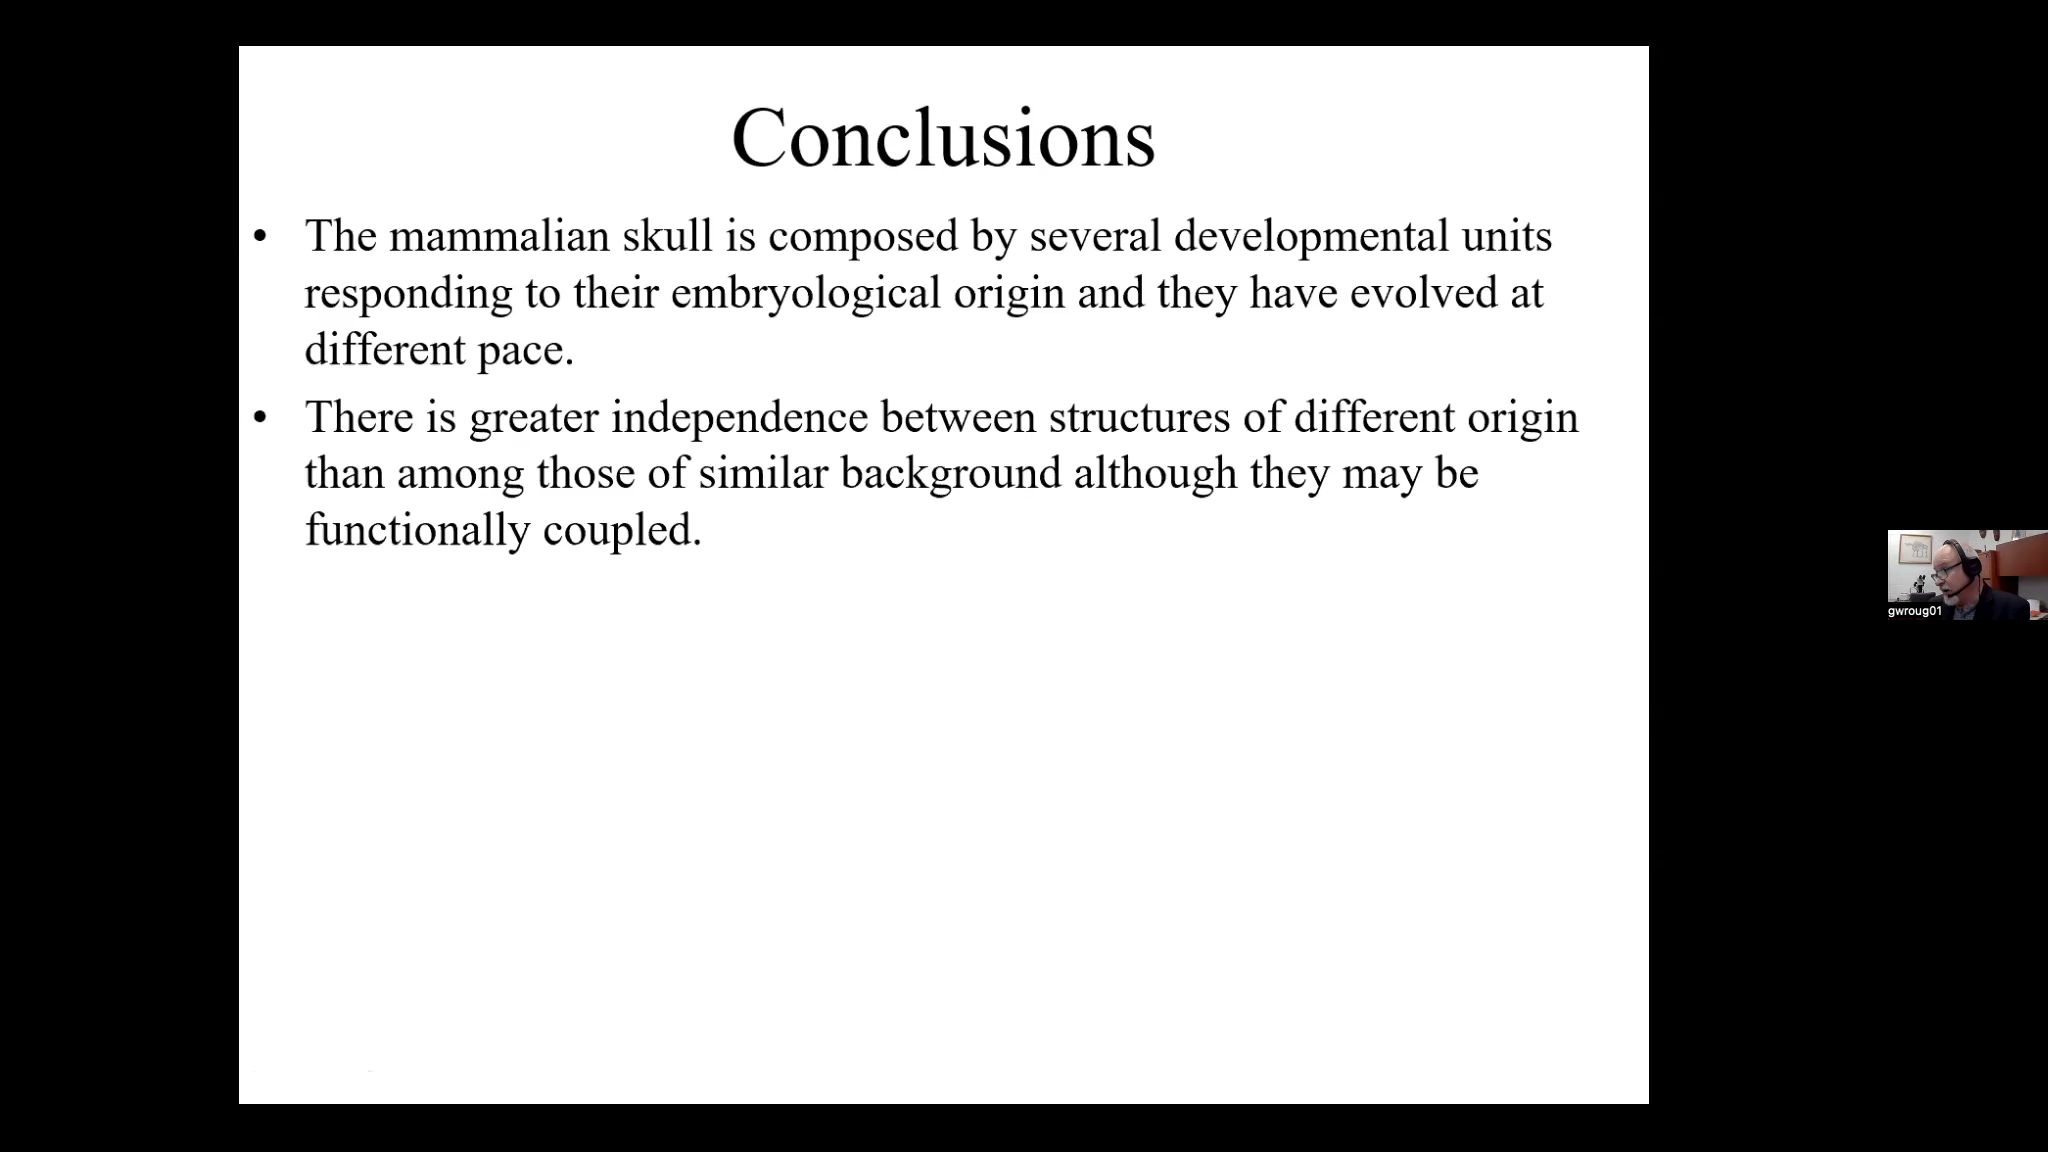 Conclusions
• The mammalian skull is composed by several developmental units
responding to their embryological origin and they have evolved at
different pace.
• There is greater independence between structures of different origin
than among those of similar background although they may be
functionally coupled.
gwroug01